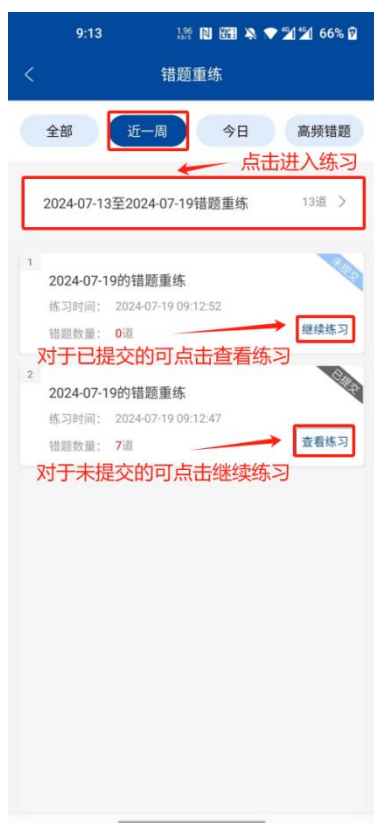 9:13 1.96 KB/S 4G 4G 66%
错题重练
全部 近一周 今日 高频错题
点击进入练习
2024-07-13至2024-07-19错题重练 13道
1 未提交
2024-07-19的错题重练
练习时间： 2024-07-19 09:12:52
错题数量： 0道 继续练习
对于已提交的可点击查看练习
2 已提交
2024-07-19的错题重练
练习时间： 2024-07-19 09:12:47
错题数量： 7道 查看练习
对于未提交的可点击继续练习